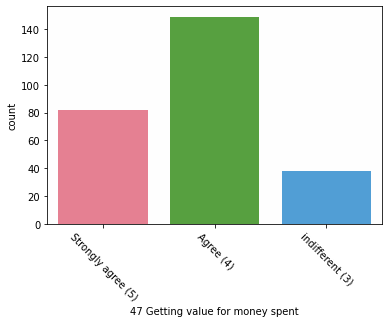 140
120
100
80
60
40
20
0
count
Strongly agree (5)
Agree (4)
indifferent (3)
47 Getting value for money spent